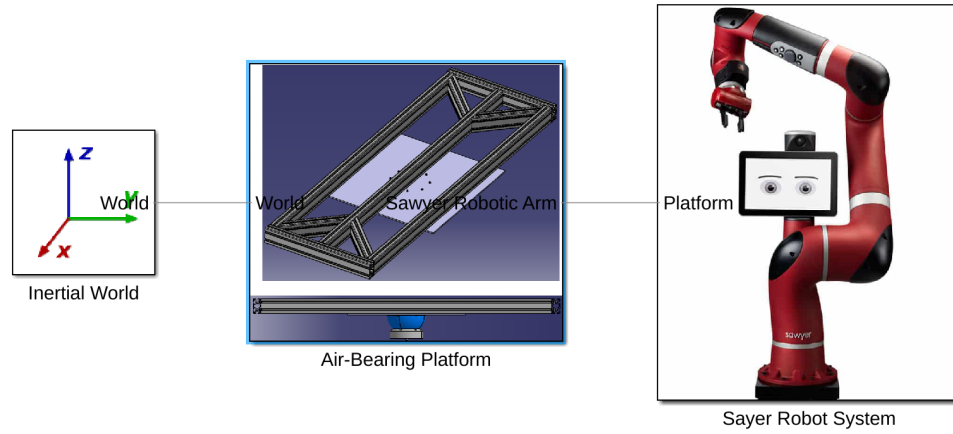 Z
Y
X
World
Inertial World
World
Sawyer Robotic Arm
Air-Bearing Platform
Platform
sawyer
Sayer Robot System